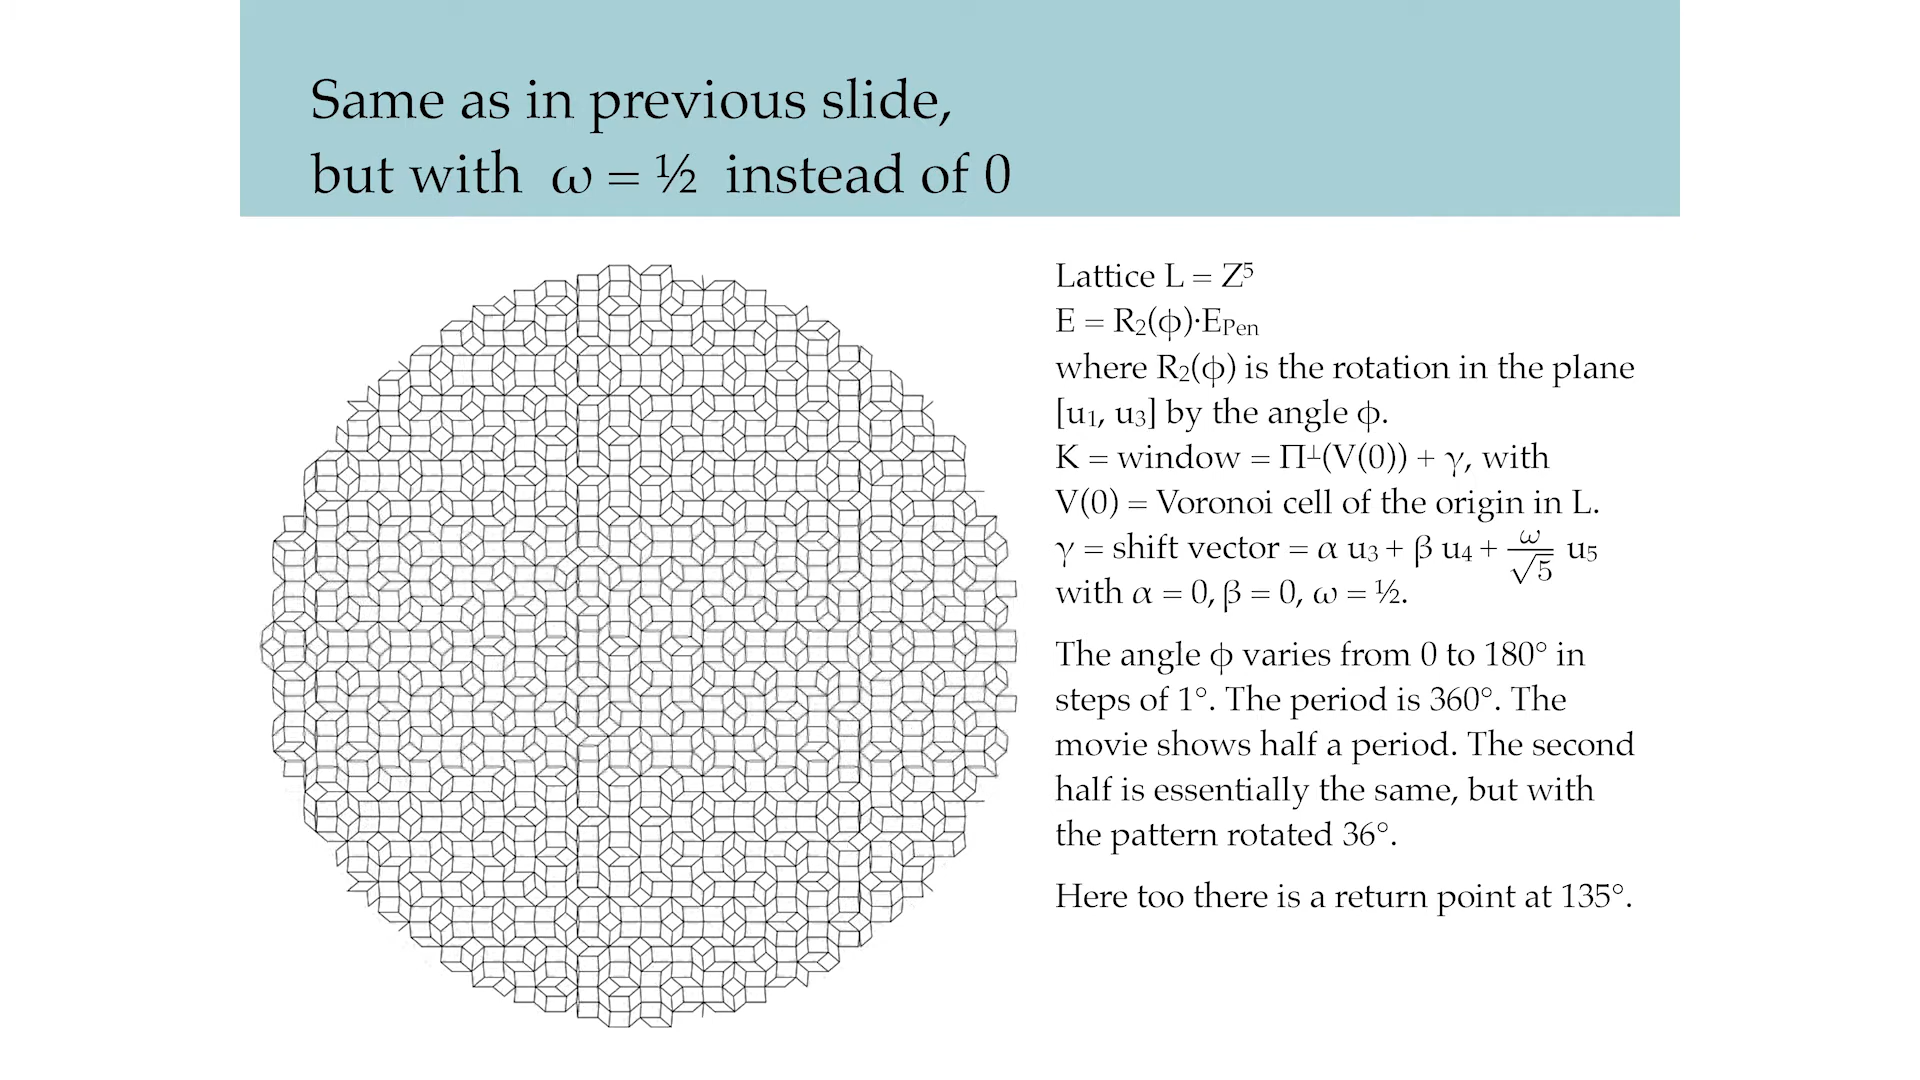 Same as in previous slide,
but with ω = ½ instead of 0
Lattice L = Z⁵
E = R₂(ϕ)·E_Pen
where R₂(ϕ) is the rotation in the plane
[u₁, u₃] by the angle ϕ.
K = window = Π^⊥(V(0)) + γ, with
V(0) = Voronoi cell of the origin in L.
γ = shift vector = α u₃ + β u₄ + ω/√5 u₅
with α = 0, β = 0, ω = ½.
The angle ϕ varies from 0 to 180° in
steps of 1°. The period is 360°. The
movie shows half a period. The second
half is essentially the same, but with
the pattern rotated 36°.
Here too there is a return point at 135°.